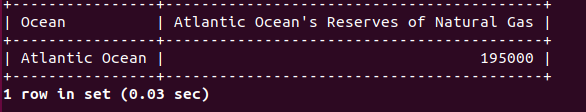 +----------------+----------------------------------------+
| Ocean          | Atlantic Ocean's Reserves of Natural Gas |
+----------------+----------------------------------------+
| Atlantic Ocean |                                   195000 |
+----------------+----------------------------------------+
1 row in set (0.03 sec)